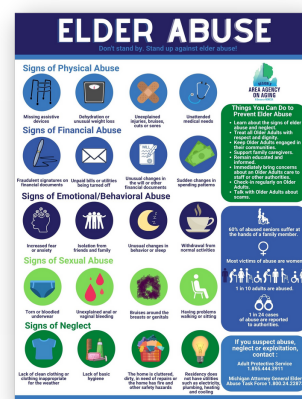 ELDER ABUSE
Don't stand by. Stand up against elder abuse!
Signs of Physical Abuse
Missing assistive
devices
Dehydration or
unusual weight loss
Unexplained
injuries, bruises,
cuts or sores
Unattended
medical needs
Signs of Financial Abuse
Fraudulent signatures on
financial documents
Unpaid bills or utilities
being turned off
Unusual changes in
the will or other
financial documents
Sudden changes in
spending patterns
Signs of Emotional/Behavioral Abuse
Increased fear
or anxiety
Isolation from
friends and family
Unusual changes in
behavior or sleep
Withdrawal from
normal activities
Signs of Sexual Abuse
Torn or bloodied
underwear
Unexplained anal or
vaginal bleeding
Bruises around the
breasts or genitals
Having problems
walking or sitting
Signs of Neglect
Lack of clean clothing or
clothing inappropriate
for the weather
Lack of basic
hygiene
The home is cluttered,
dirty, in need of repairs or
the home has fire and
other safety hazards
Residency does
not have utilities
such as electricity,
plumbing, heating
and cooling
AREA AGENCY
ON AGING
Things You Can Do to
Prevent Elder Abuse
• Learn about the signs of elder
abuse and neglect.
• Treat all Older Adults with
respect and dignity.
• Keep Older Adults engaged in
their communities.
• Support family caregivers.
• Remain educated and
informed.
• Immediately bring concerns
about an Older Adults care to
staff or other authorities.
• Check-in regularly on Older
Adults.
• Talk with Older Adults about
scams.
60% of abused seniors suffer at
the hands of a family member.
Most victims of abuse are women
1 in 10 adults are abused.
1 in 24 cases
of abuse are reported
to authorities.
If you suspect abuse,
neglect or exploitation,
contact :
Adult Protective Service
1.855.444.3911
Michigan Attorney General Elder
Abuse Task Force 1.800.24.2287